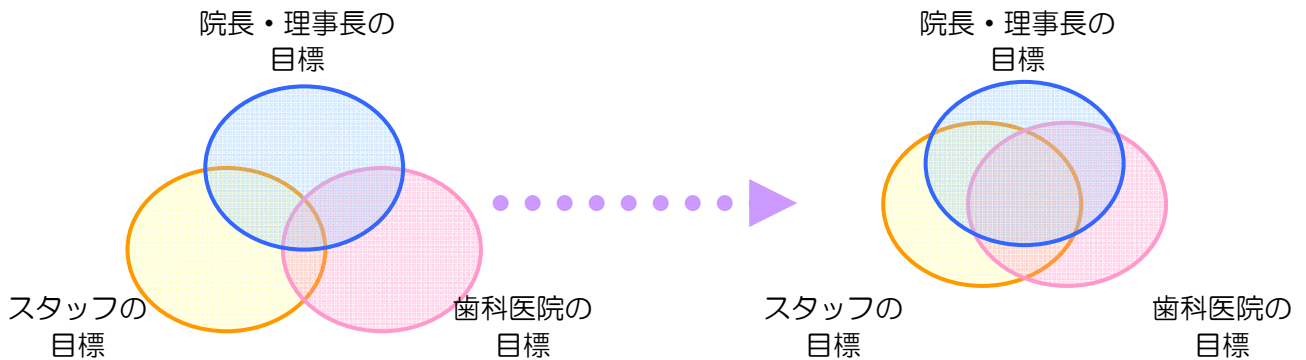 院長・理事長の
目標
スタッフの
目標
歯科医院の
目標
院長・理事長の
目標
スタッフの
目標
歯科医院の
目標